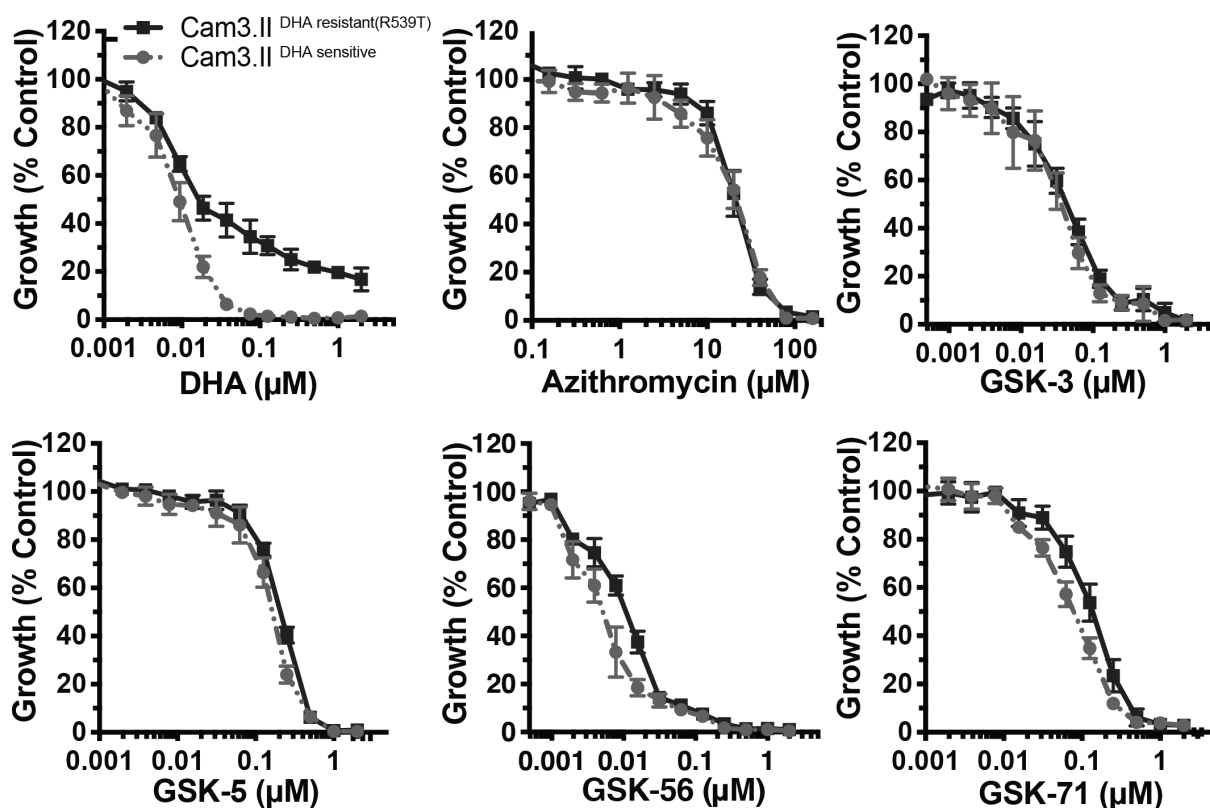 Cam3.II DHA resistant(R539T)
Cam3.II DHA sensitive
Growth (% Control)
120
100
80
60
40
20
0
0.001 0.01 0.1 1
DHA (µM)
Growth (% Control)
120
100
80
60
40
20
0
0.1 1 10 100
Azithromycin (µM)
Growth (% Control)
120
100
80
60
40
20
0
0.001 0.01 0.1 1
GSK-3 (µM)
Growth (% Control)
120
100
80
60
40
20
0
0.001 0.01 0.1 1
GSK-5 (µM)
Growth (% Control)
120
100
80
60
40
20
0
0.001 0.01 0.1 1
GSK-56 (µM)
Growth (% Control)
120
100
80
60
40
20
0
0.001 0.01 0.1 1
GSK-71 (µM)